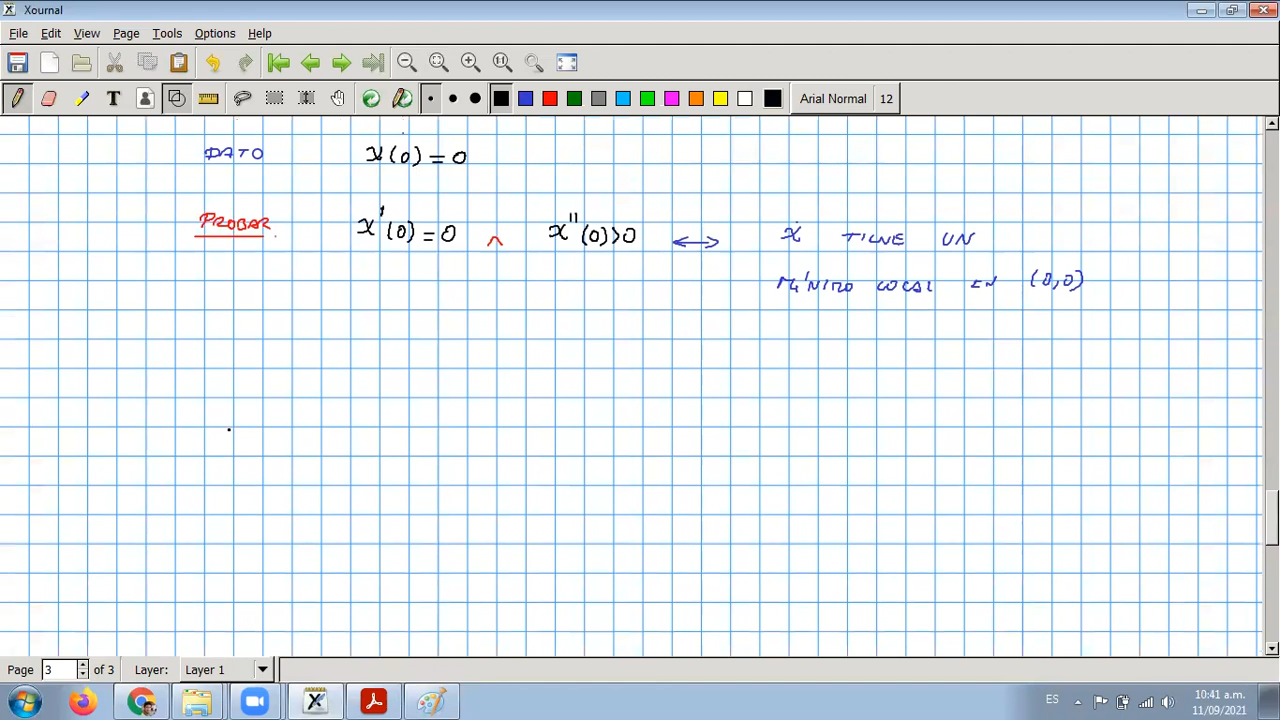 Xournal
File Edit View Page Tools Options Help
Arial Normal 12
DATO x(0) = 0
PROBAR x'(0) = 0 ∧ x''(0) > 0 ↔ x TIENE UN
MÍNIMO LOCAL EN (0,0)
Page 3 of 3 Layer: Layer 1
ES 10:41 a.m.
11/09/2021